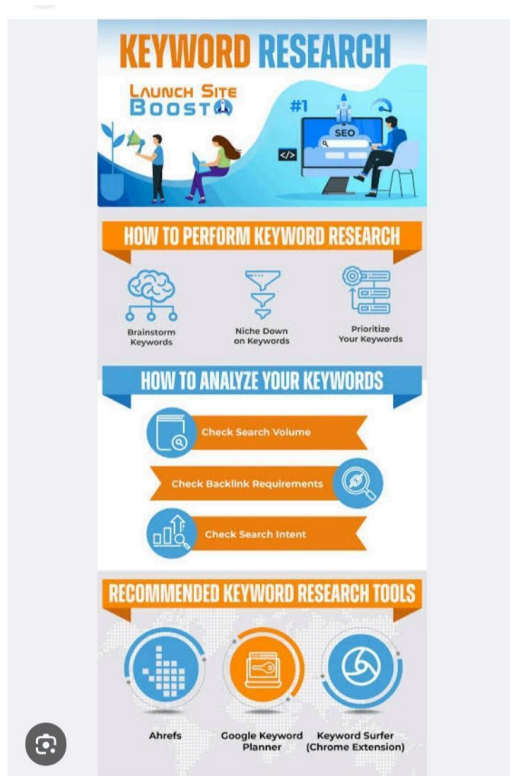 KEYWORD RESEARCH
LAUNCH SITE
BOOST
#1
SEO
</>
HOW TO PERFORM KEYWORD RESEARCH
Brainstorm
Keywords
Niche Down
on Keywords
Prioritize
Your Keywords
HOW TO ANALYZE YOUR KEYWORDS
Check Search Volume
Check Backlink Requirements
Check Search Intent
RECOMMENDED KEYWORD RESEARCH TOOLS
Ahrefs
Google Keyword
Planner
Keyword Surfer
(Chrome Extension)